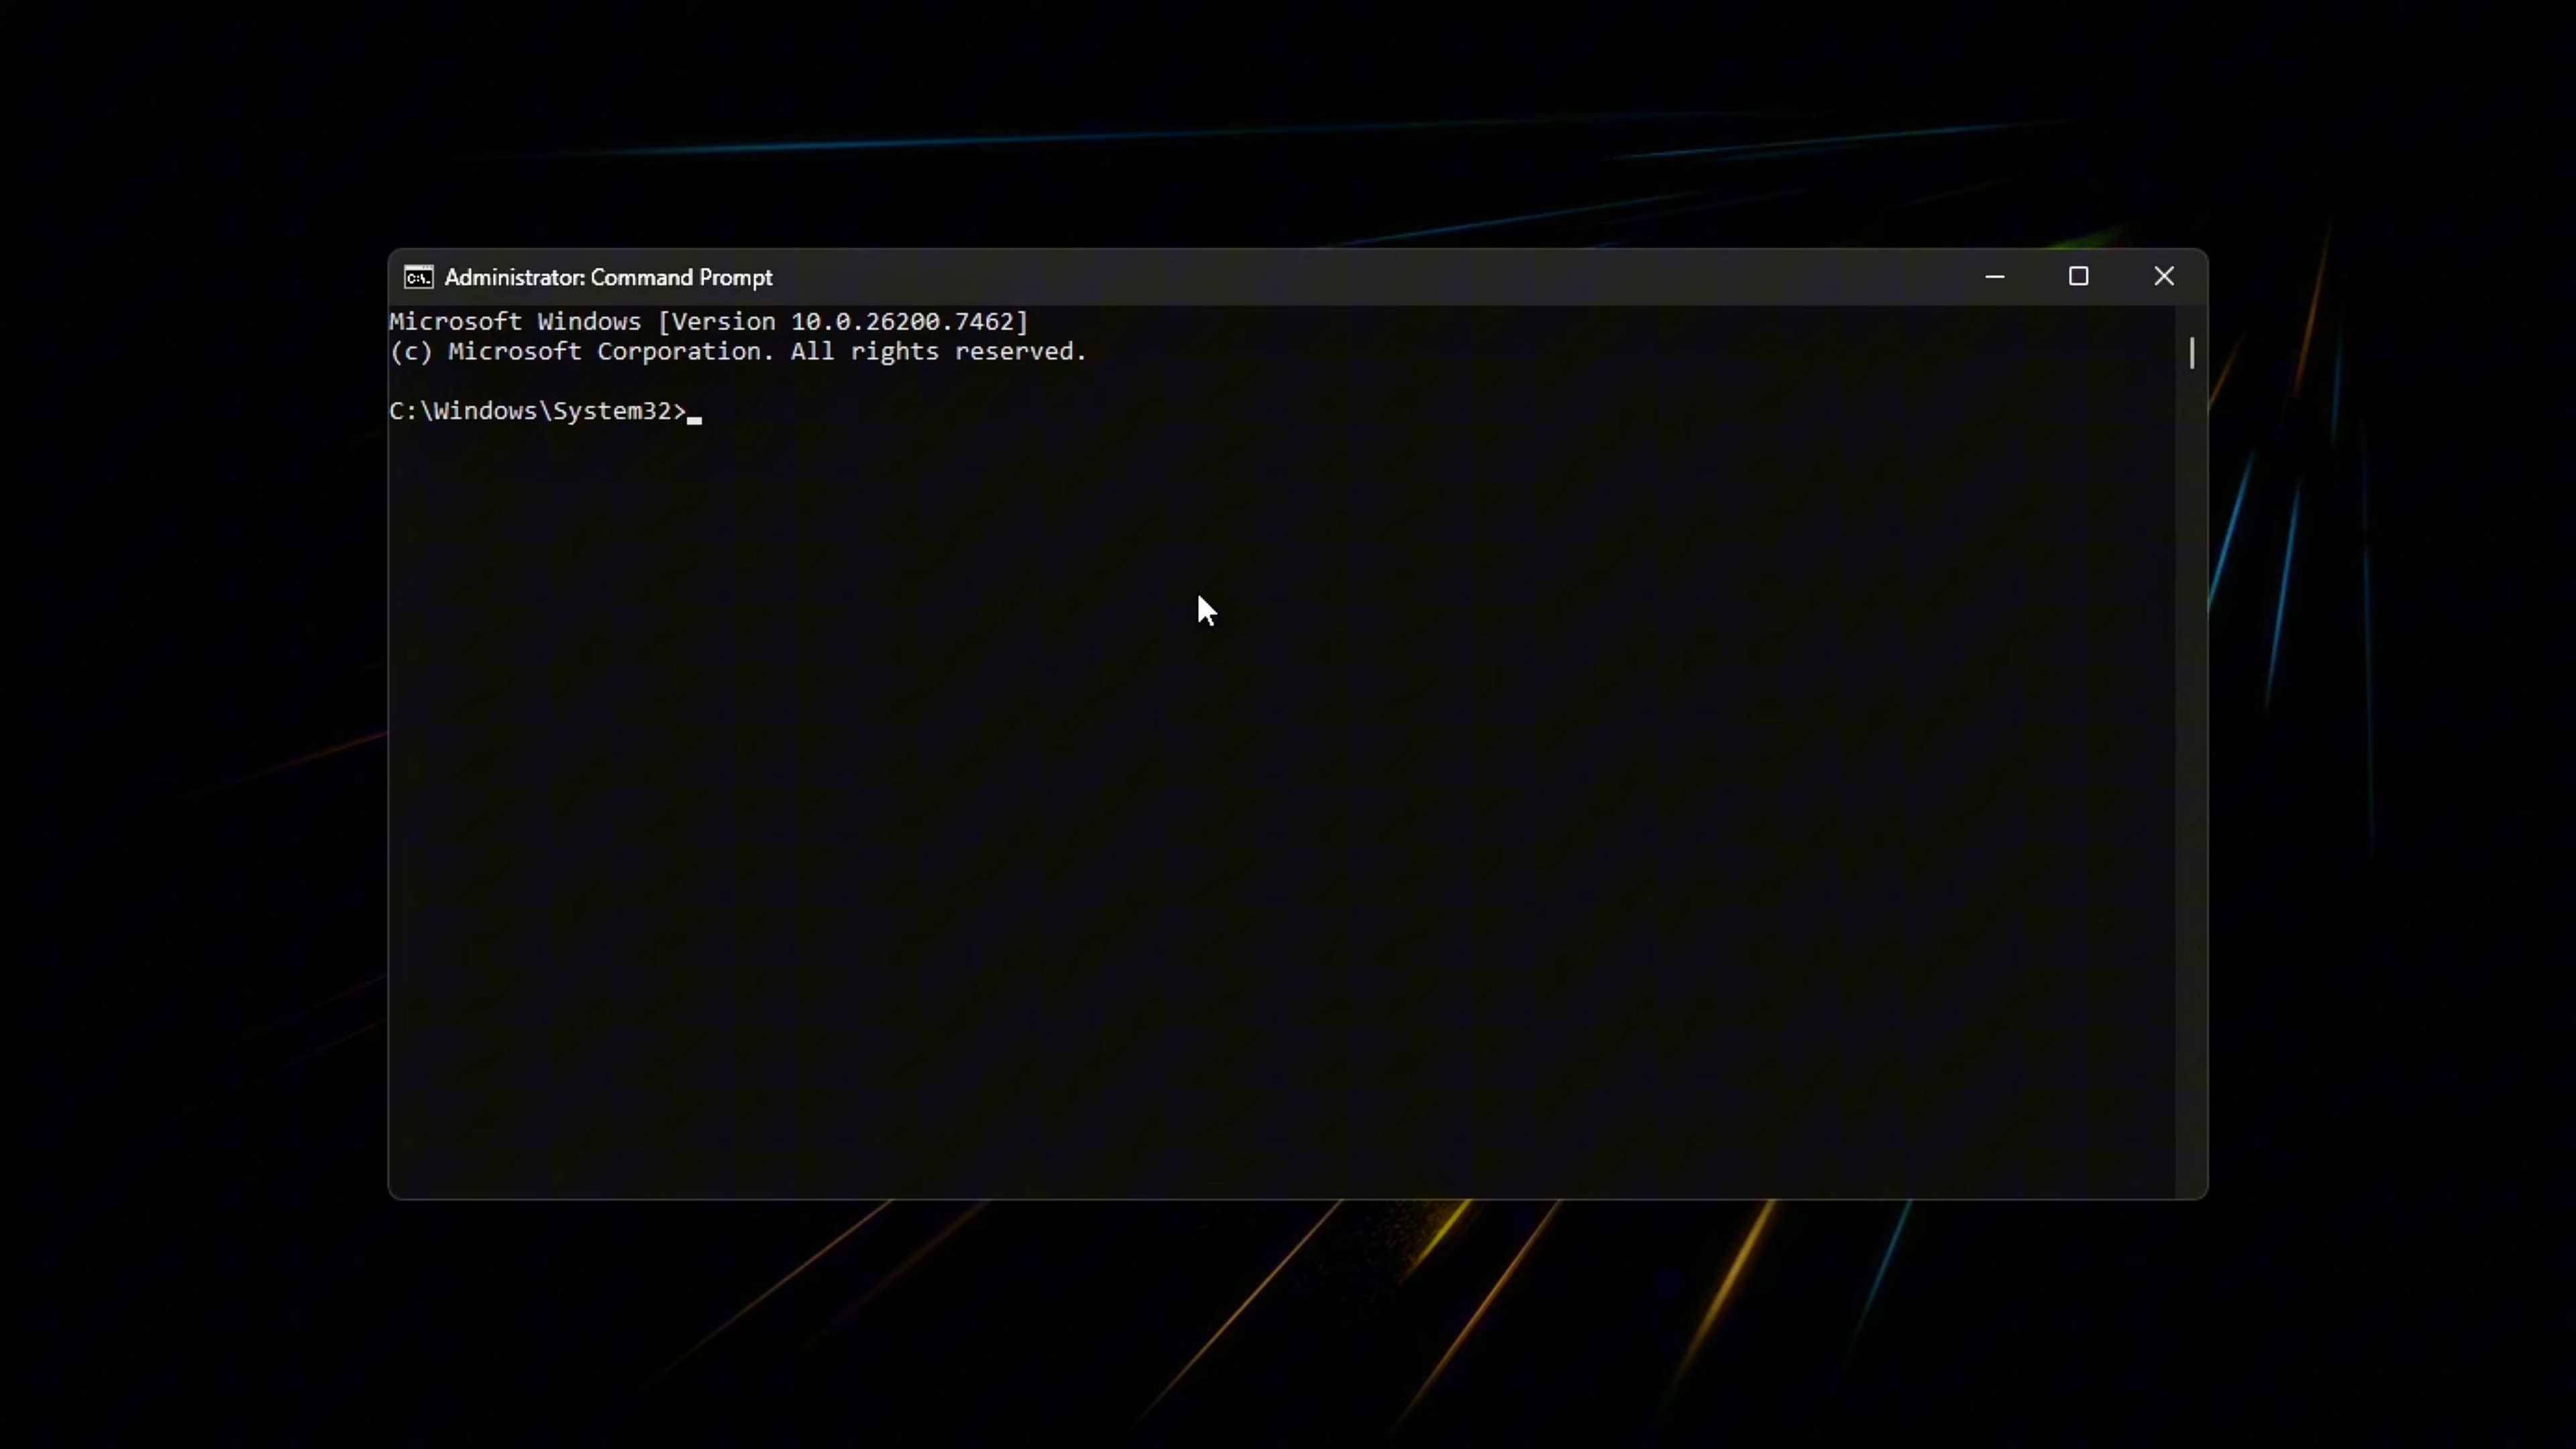 Administrator: Command Prompt
Microsoft Windows [Version 10.0.26200.7462]
(c) Microsoft Corporation. All rights reserved.
C:\Windows\System32>